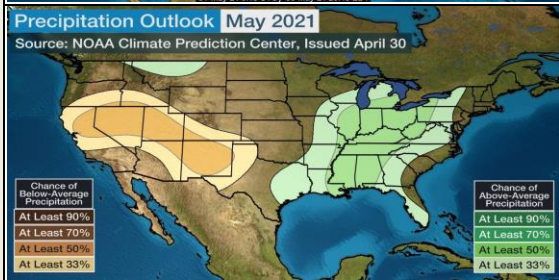 Precipitation Outlook May 2021
Source: NOAA Climate Prediction Center, Issued April 30
Chance of
Below-Average
Precipitation
At Least 90%
At Least 70%
At Least 50%
At Least 33%
Chance of
Above-Average
Precipitation
At Least 90%
At Least 70%
At Least 50%
At Least 33%